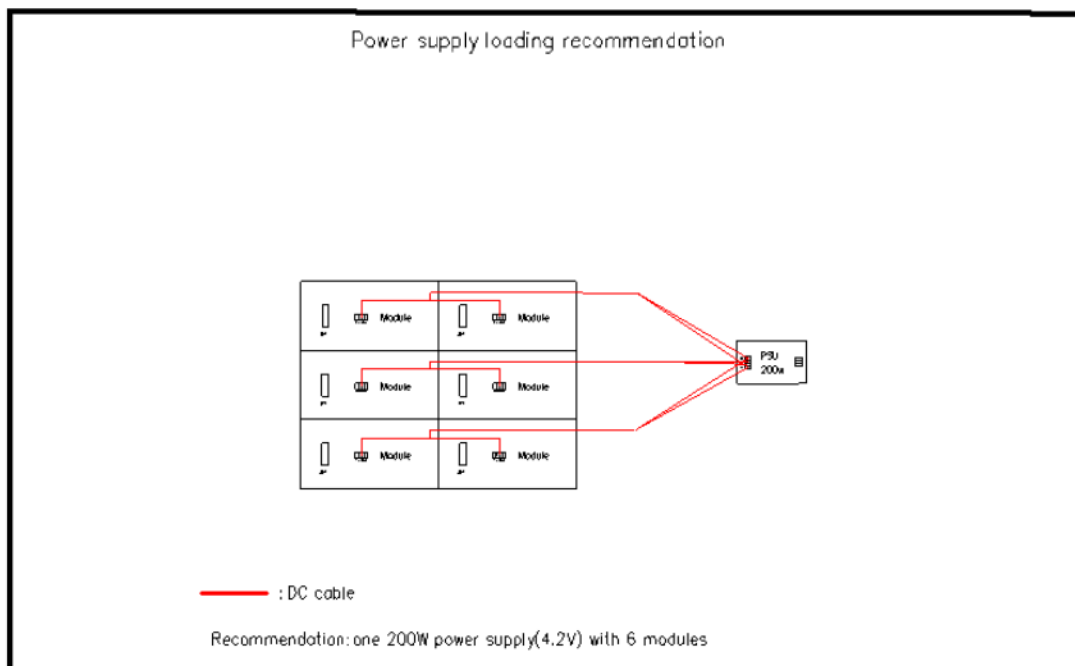 Power supply loading recommendation
Module Module
PSU
200w
Module Module
Module Module
: DC cable
Recommendation: one 200W power supply(4.2V) with 6 modules